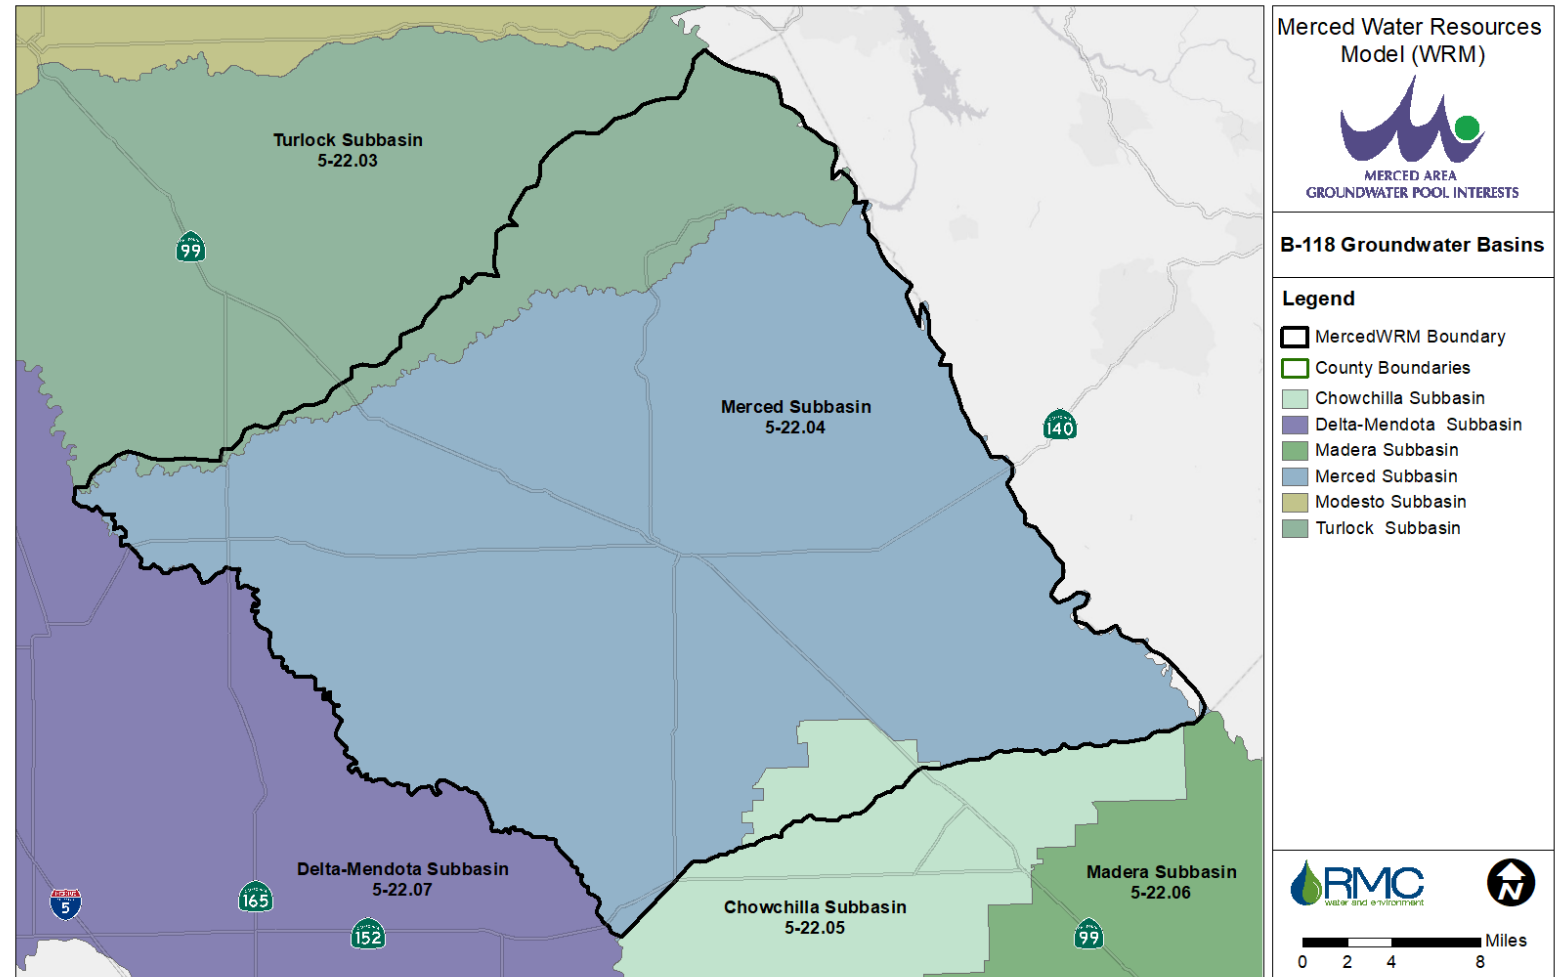 Turlock Subbasin
5-22.03
99
Merced Subbasin
5-22.04
140
Delta-Mendota Subbasin
5-22.07
5
165
152
Chowchilla Subbasin
5-22.05
Madera Subbasin
5-22.06
99
Merced Water Resources
Model (WRM)
MERCED AREA
GROUNDWATER POOL INTERESTS
B-118 Groundwater Basins
Legend
MercedWRM Boundary
County Boundaries
Chowchilla Subbasin
Delta-Mendota Subbasin
Madera Subbasin
Merced Subbasin
Modesto Subbasin
Turlock Subbasin
RMC
water and environment
N
Miles
0 2 4 8